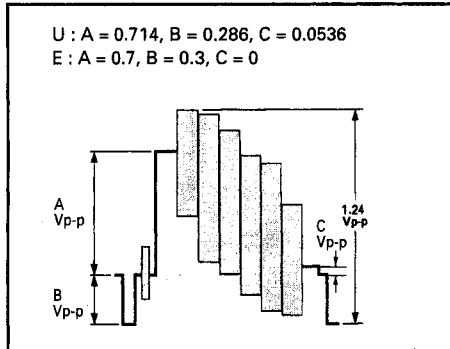 U : A = 0.714, B = 0.286, C = 0.0536
E : A = 0.7, B = 0.3, C = 0
A
Vp-p
B
Vp-p
C
Vp-p
1.24
Vp-p